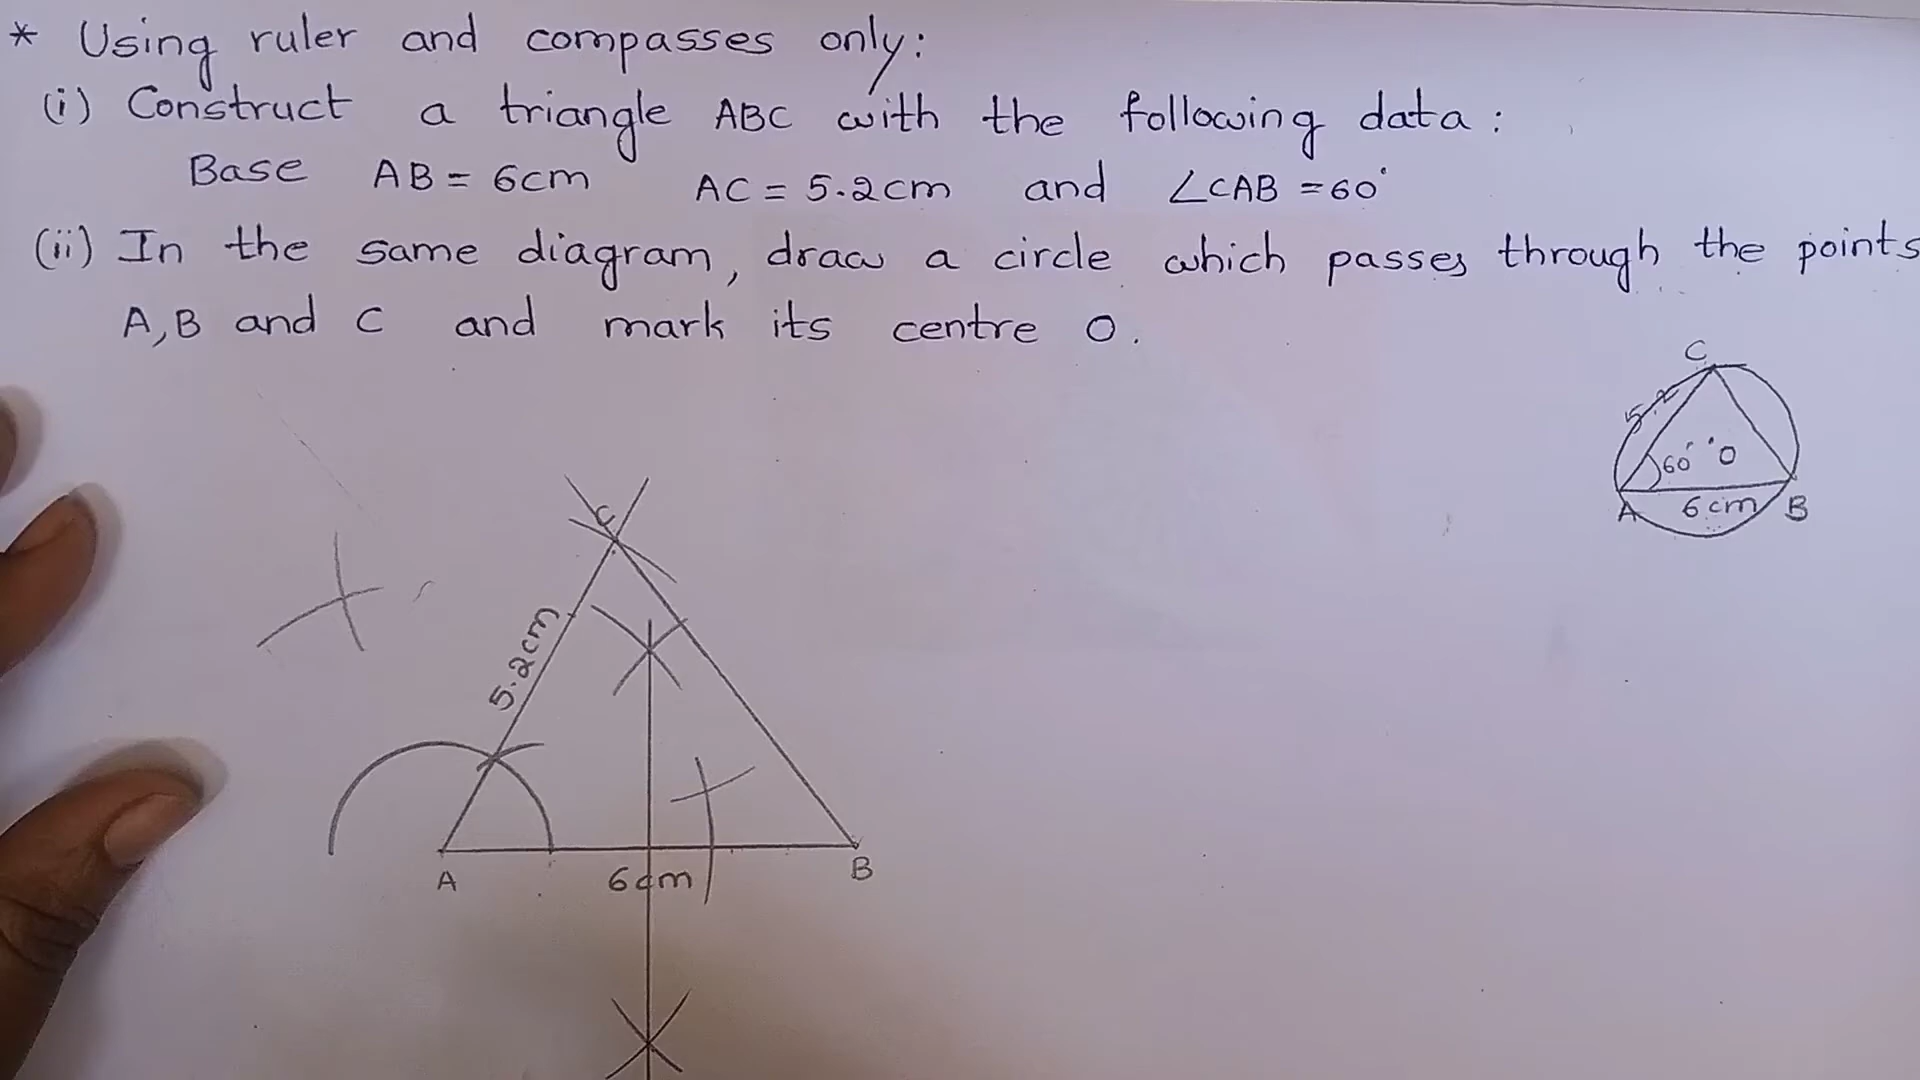 * Using ruler and compasses only:
(i) Construct a triangle ABC with the following data:
Base AB = 6cm AC = 5.2cm and ∠CAB = 60°
(ii) In the same diagram, draw a circle which passes through the points
A, B and C and mark its centre O.
C
5.2
60° O
A 6cm B
C
5.2cm
A 6cm B